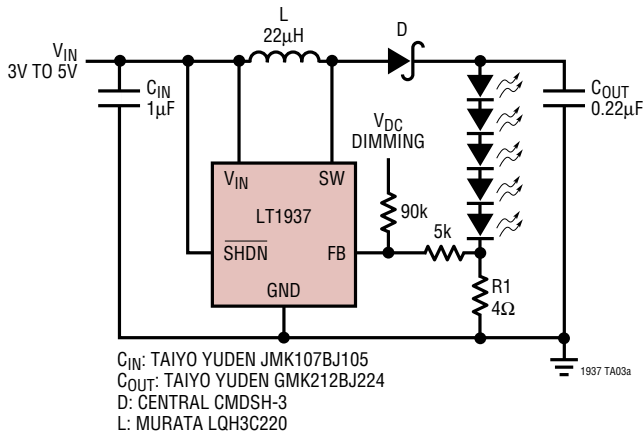 L
22µH
D
VIN
3V TO 5V
CIN
1µF
COUT
0.22µF
VDC
DIMMING
VIN
SW
LT1937
90k
5k
SHDN
FB
GND
R1
4Ω
CIN: TAIYO YUDEN JMK107BJ105
COUT: TAIYO YUDEN GMK212BJ224
D: CENTRAL CMDSH-3
L: MURATA LQH3C220
1937 TA03a